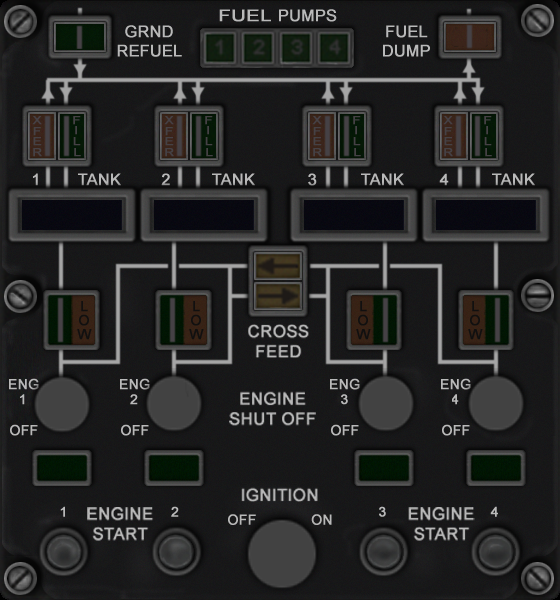 FUEL PUMPS
GRND
REFUEL
1 2 3 4
FUEL
DUMP
XFER FILL XFER FILL XFER FILL XFER FILL
1 TANK 2 TANK 3 TANK 4 TANK
LOW LOW LOW LOW
CROSS
FEED
ENG
1
OFF
ENG
2
OFF
ENGINE
SHUT OFF
ENG
3
OFF
ENG
4
OFF
IGNITION
OFF ON
1 ENGINE 2
START
3 ENGINE 4
START